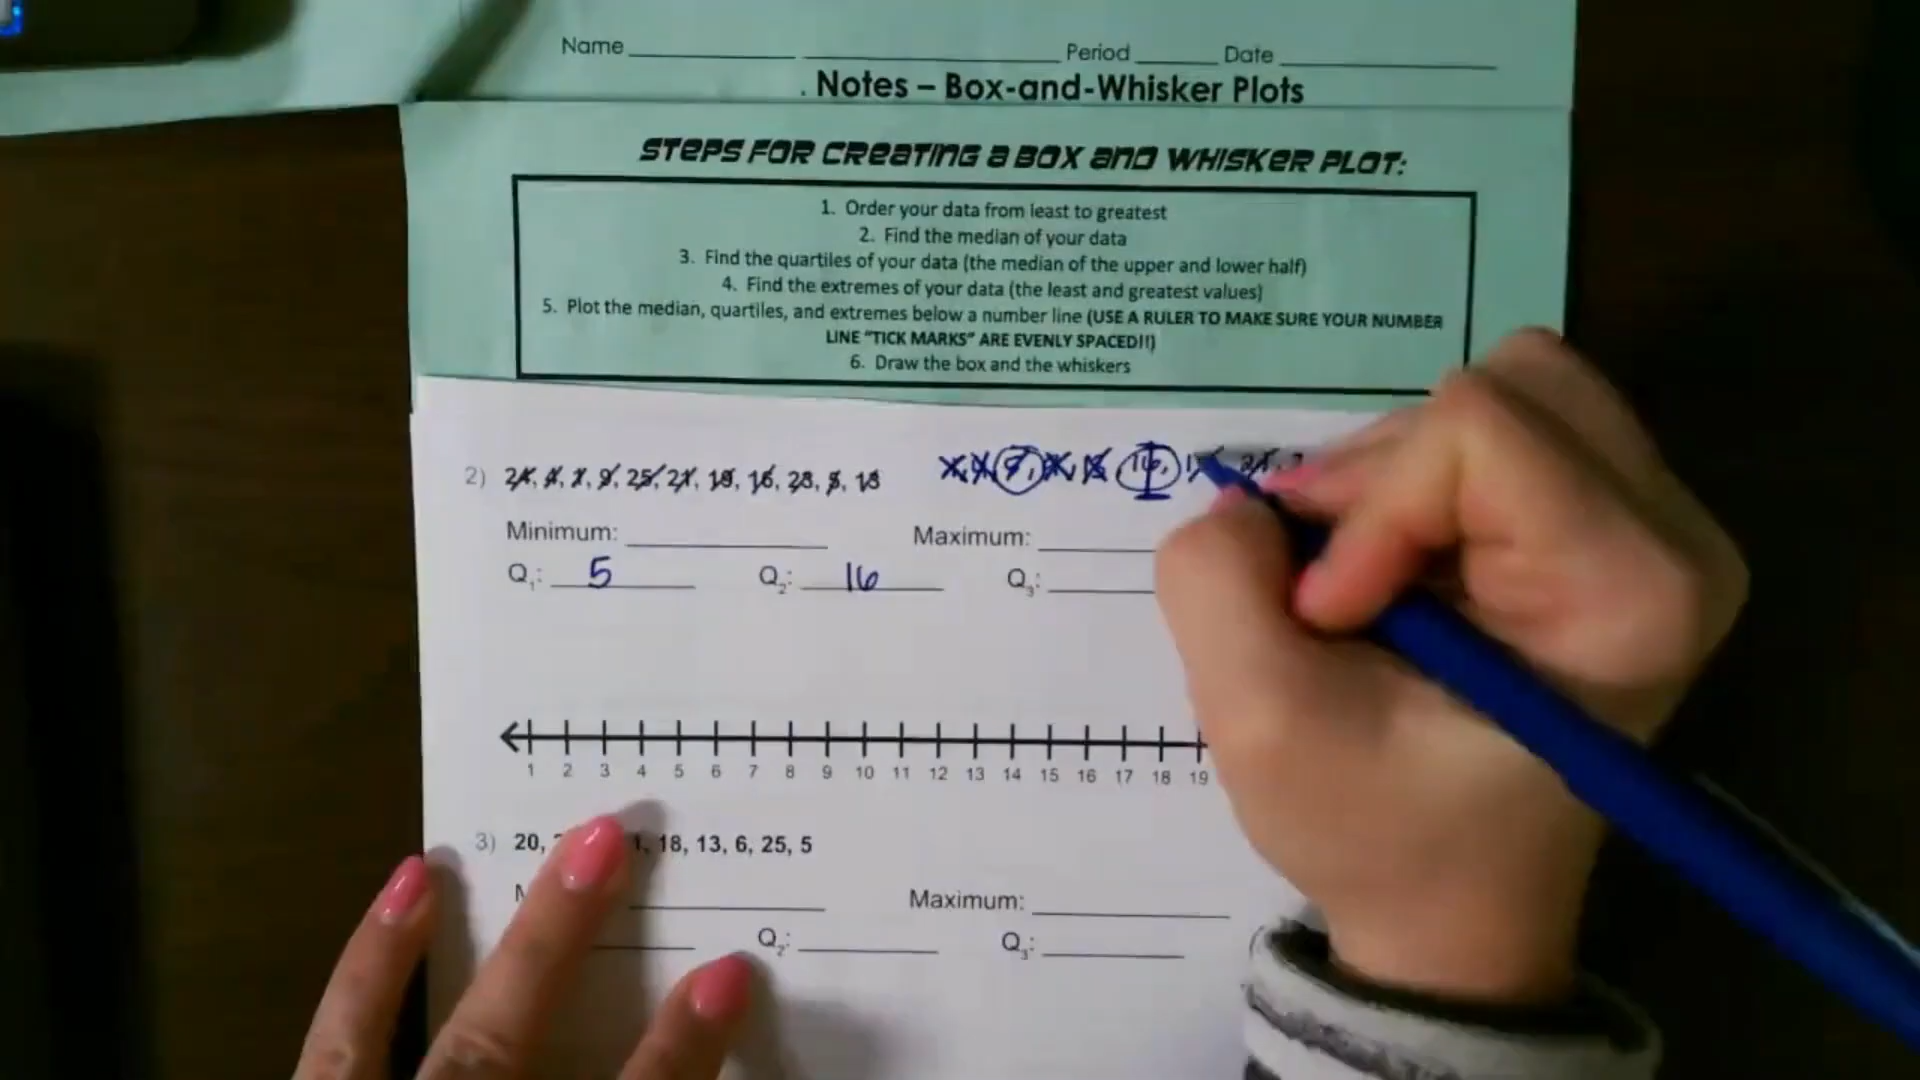 Name Period Date
. Notes – Box-and-Whisker Plots
STEPS FOR CREATING A BOX AND WHISKER PLOT:
1. Order your data from least to greatest
2. Find the median of your data
3. Find the quartiles of your data (the median of the upper and lower half)
4. Find the extremes of your data (the least and greatest values)
5. Plot the median, quartiles, and extremes below a number line (USE A RULER TO MAKE SURE YOUR NUMBER
LINE "TICK MARKS" ARE EVENLY SPACED!!)
6. Draw the box and the whiskers
2) 9, 25, 16, 5, 16,
Minimum: Maximum:
Q1: 5 Q2: 16 Q3:
1 2 3 4 5 6 7 8 9 10 11 12 13 14 15 16 17 18 19
3) 20, 18, 13, 6, 25, 5
Maximum:
Q2: Q3: